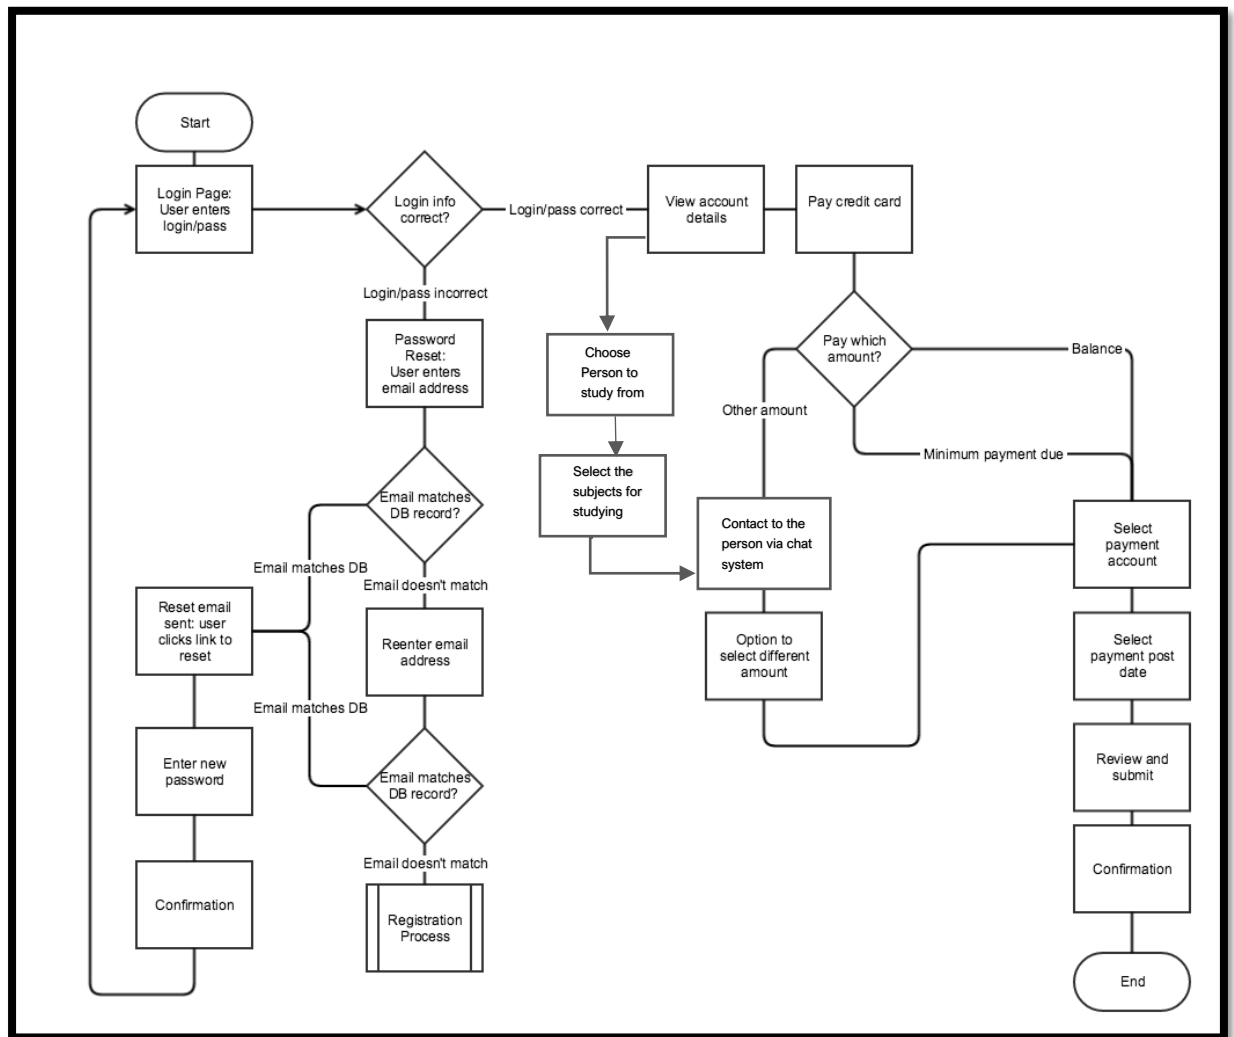 Start
Login Page:
User enters
login/pass
Login info
correct?
Login/pass correct
View account
details
Pay credit card
Login/pass incorrect
Password
Reset:
User enters
email address
Choose
Person to
study from
Pay which
amount?
Balance
Other amount
Minimum payment due
Email matches
DB record?
Select the
subjects for
studying
Contact to the
person via chat
system
Select
payment
account
Email matches DB
Email doesn't match
Reset email
sent: user
clicks link to
reset
Reenter email
address
Option to
select different
amount
Select
payment post
date
Email matches DB
Enter new
password
Email matches
DB record?
Review and
submit
Email doesn't match
Confirmation
Registration
Process
Confirmation
End